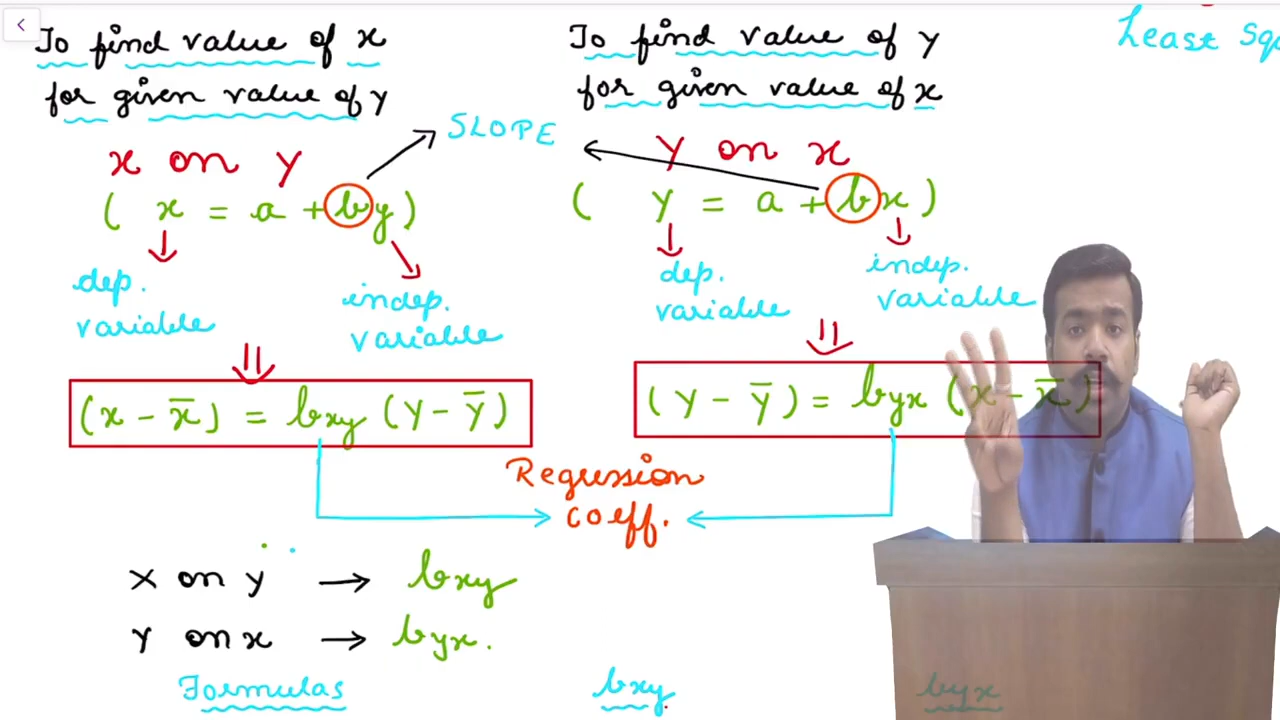 To find value of x
for given value of y
x on y
( x = a + by )
dep. variable
indep. variable
(x - x̄) = bxy (y - ȳ)
SLOPE
To find value of y
for given value of x
y on x
( y = a + bx )
dep. variable
indep. variable
(y - ȳ) = byx (x - x̄)
Regression
coeff.
X on y → bxy
Y on x → byx.
Formulas bxy byx
Lease Squ